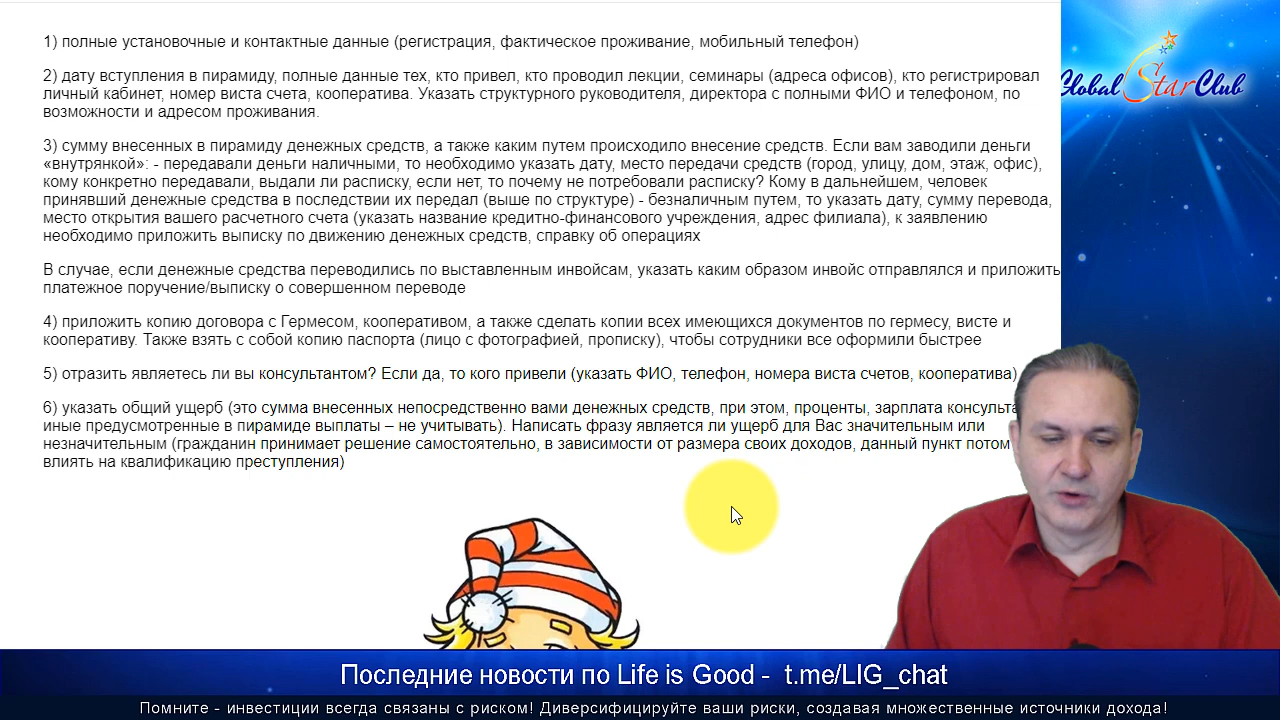 1) полные установочные и контактные данные (регистрация, фактическое проживание, мобильный телефон)
2) дату вступления в пирамиду, полные данные тех, кто привел, кто проводил лекции, семинары (адреса офисов), кто регистрировал
личный кабинет, номер виста счета, кооператива. Указать структурного руководителя, директора с полными ФИО и телефоном, по
возможности и адресом проживания.
3) сумму внесенных в пирамиду денежных средств, а также каким путем происходило внесение средств. Если вам заводили деньги
«внутрянкой»: - передавали деньги наличными, то необходимо указать дату, место передачи средств (город, улицу, дом, этаж, офис),
кому конкретно передавали, выдали ли расписку, если нет, то почему не потребовали расписку? Кому в дальнейшем, человек
принявший денежные средства в последствии их передал (выше по структуре) - безналичным путем, то указать дату, сумму перевода,
место открытия вашего расчетного счета (указать название кредитно-финансового учреждения, адрес филиала), к заявлению
необходимо приложить выписку по движению денежных средств, справку об операциях
В случае, если денежные средства переводились по выставленным инвойсам, указать каким образом инвойс отправлялся и приложить
платежное поручение/выписку о совершенном переводе
4) приложить копию договора с Гермесом, кооперативом, а также сделать копии всех имеющихся документов по гермесу, висте и
кооперативу. Также взять с собой копию паспорта (лицо с фотографией, прописку), чтобы сотрудники все оформили быстрее
5) отразить являетесь ли вы консультантом? Если да, то кого привели (указать ФИО, телефон, номера виста счетов, кооператива)
6) указать общий ущерб (это сумма внесенных непосредственно вами денежных средств, при этом, проценты, зарплата консульта
иные предусмотренные в пирамиде выплаты – не учитывать). Написать фразу является ли ущерб для Вас значительным или
незначительным (гражданин принимает решение самостоятельно, в зависимости от размера своих доходов, данный пункт потом
влиять на квалификацию преступления)
Global Star Club
Последние новости по Life is Good - t.me/LIG_chat
Помните - инвестиции всегда связаны с риском! Диверсифицируйте ваши риски, создавая множественные источники дохода!